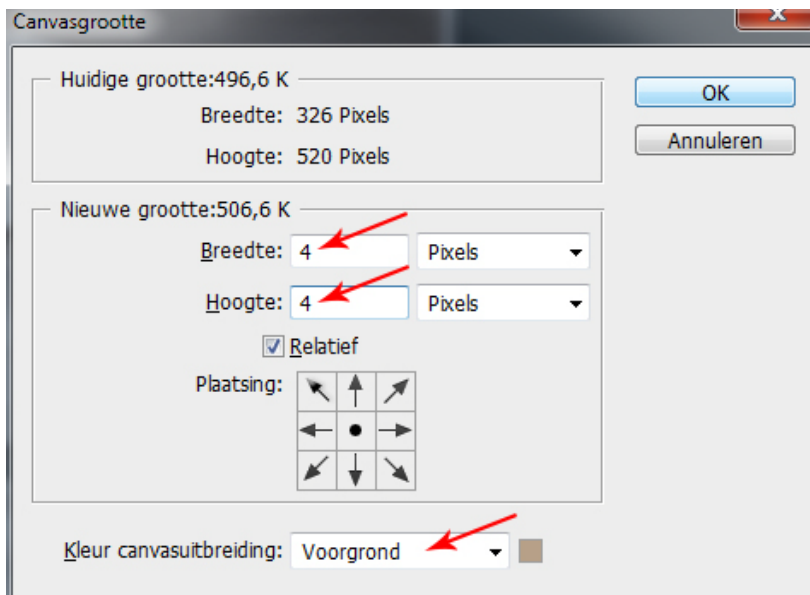 Canvasgrootte
Huidige grootte:496,6 K
Breedte: 326 Pixels
Hoogte: 520 Pixels
OK
Annuleren
Nieuwe grootte:506,6 K
Breedte: 4 Pixels
Hoogte: 4 Pixels
Relatief
Plaatsing:
Kleur canvasuitbreiding: Voorgrond